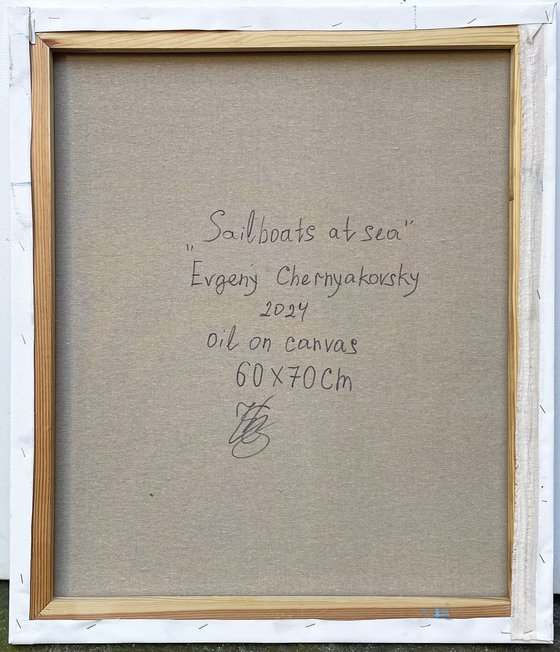 "Sailboats at sea"
Evgeny Chernyakovsky
2024
oil on canvas
60x70cm